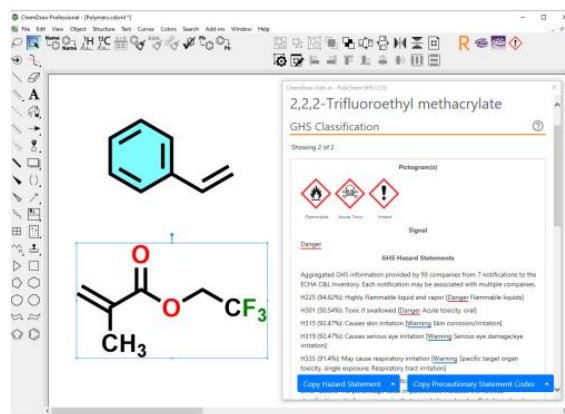 ChemDraw Professional - [Polymers.cdxml *]
File Edit View Object Structure Text Curves Colors Search Add-ins Window Help
ChemDraw Add-in - PubChem GHS LCSS
2,2,2-Trifluoroethyl methacrylate
GHS Classification
Showing 2 of 2
Pictogram(s)
Flammable Acute Toxic Irritant
Signal
Danger
GHS Hazard Statements
Aggregated GHS information provided by 93 companies from 7 notifications to the
ECHA C&L Inventory. Each notification may be associated with multiple companies.
H225 (94.62%): Highly Flammable liquid and vapor [Danger Flammable liquids]
H301 (50.54%): Toxic if swallowed [Danger Acute toxicity, oral]
H315 (92.47%): Causes skin irritation [Warning Skin corrosion/irritation]
H319 (92.47%): Causes serious eye irritation [Warning Serious eye damage/eye
irritation]
H335 (91.4%): May cause respiratory irritation [Warning Specific target organ
toxicity, single exposure; Respiratory tract irritation]
Copy Hazard Statement
Copy Precautionary Statement Codes
O
O
CF3
CH3